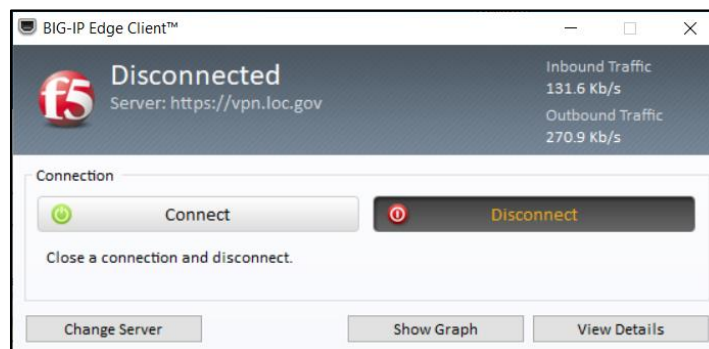 BIG-IP Edge Client™
f5
Disconnected
Server: https://vpn.loc.gov
Inbound Traffic
131.6 Kb/s
Outbound Traffic
270.9 Kb/s
Connection
Connect
Disconnect
Close a connection and disconnect.
Change Server
Show Graph
View Details